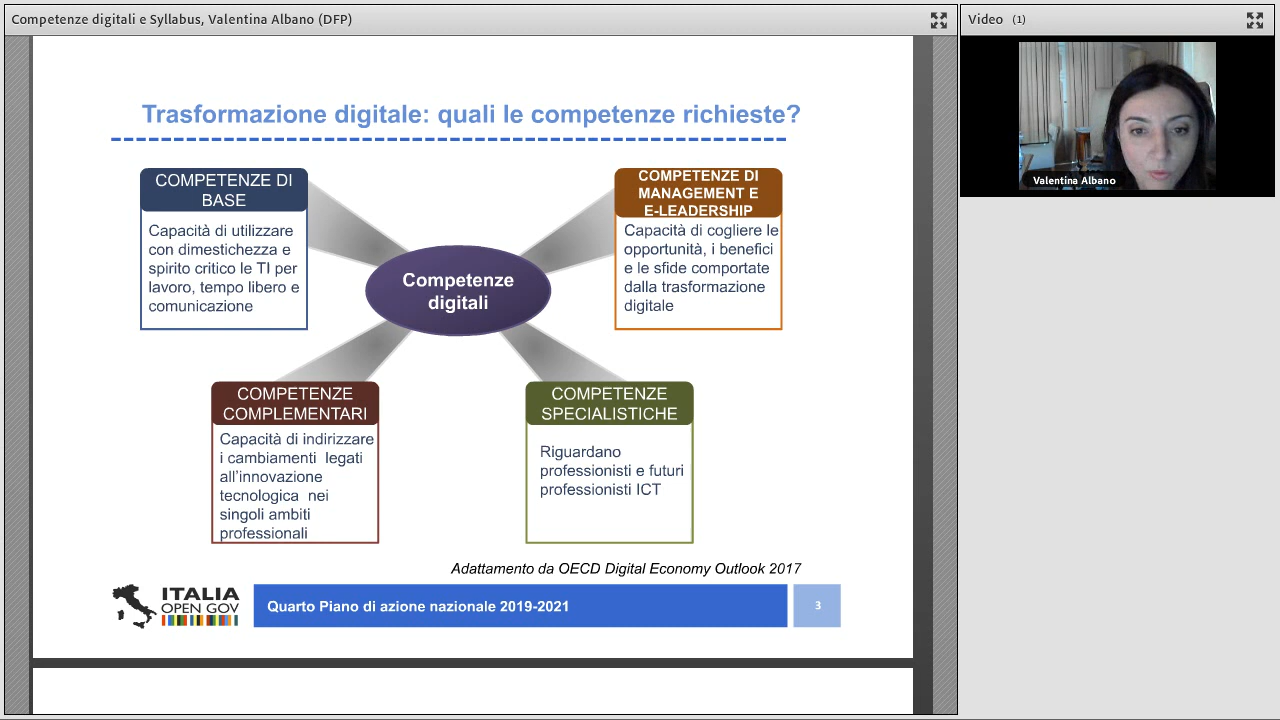 Competenze digitali e Syllabus, Valentina Albano (DFP)
Video (1)
Valentina Albano
Trasformazione digitale: quali le competenze richieste?
COMPETENZE DI
BASE
Capacità di utilizzare
con dimestichezza e
spirito critico le TI per
lavoro, tempo libero e
comunicazione
COMPETENZE DI
MANAGEMENT E
E-LEADERSHIP
Capacità di cogliere le
opportunità, i benefici
e le sfide comportate
dalla trasformazione
digitale
Competenze
digitali
COMPETENZE
COMPLEMENTARI
Capacità di indirizzare
i cambiamenti legati
all'innovazione
tecnologica nei
singoli ambiti
professionali
COMPETENZE
SPECIALISTICHE
Riguardano
professionisti e futuri
professionisti ICT
Adattamento da OECD Digital Economy Outlook 2017
ITALIA
OPEN GOV
Quarto Piano di azione nazionale 2019-2021
3